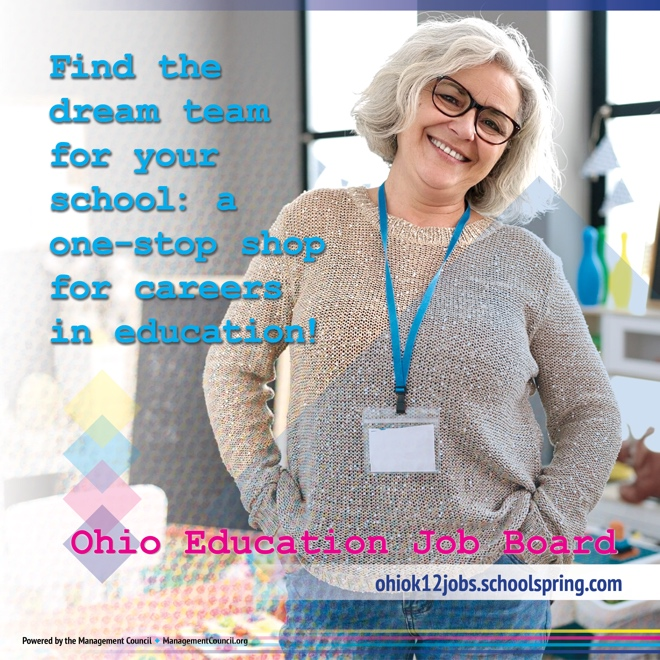 Find the
dream team
for your
school: a
one-stop shop
for careers
in education!
Ohio Education Job Board
ohiok12jobs.schoolspring.com
Powered by the Management Council • ManagementCouncil.org